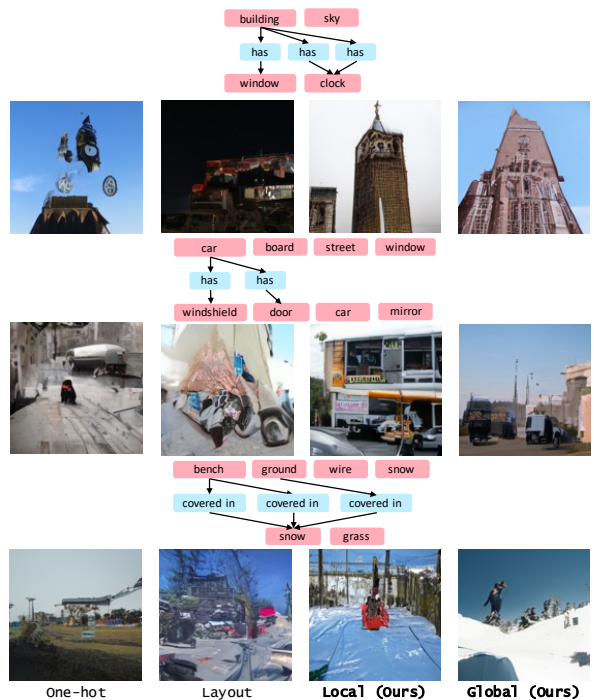 building sky
has has has
window clock
car board street window
has has
windshield door car mirror
bench ground wire snow
covered in covered in covered in
snow grass
One-hot Layout Local (Ours) Global (Ours)